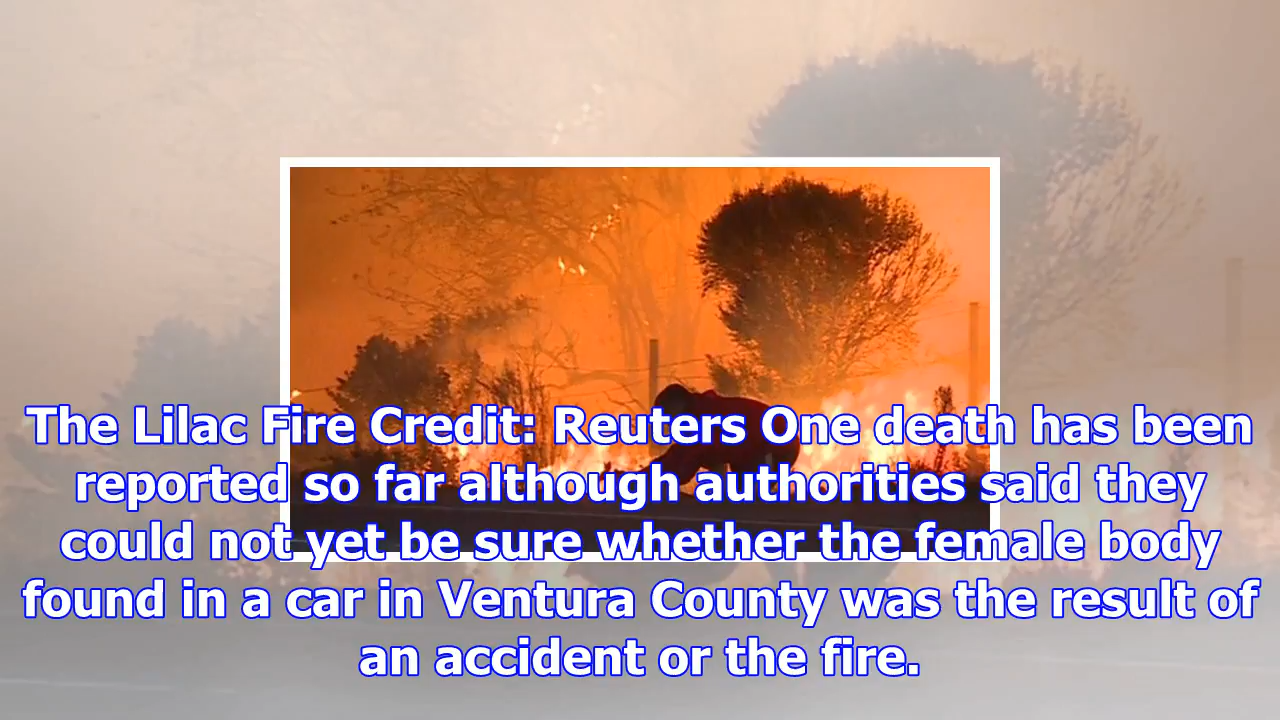 The Lilac Fire Credit: Reuters One death has been
reported so far although authorities said they
could not yet be sure whether the female body
found in a car in Ventura County was the result of
an accident or the fire.